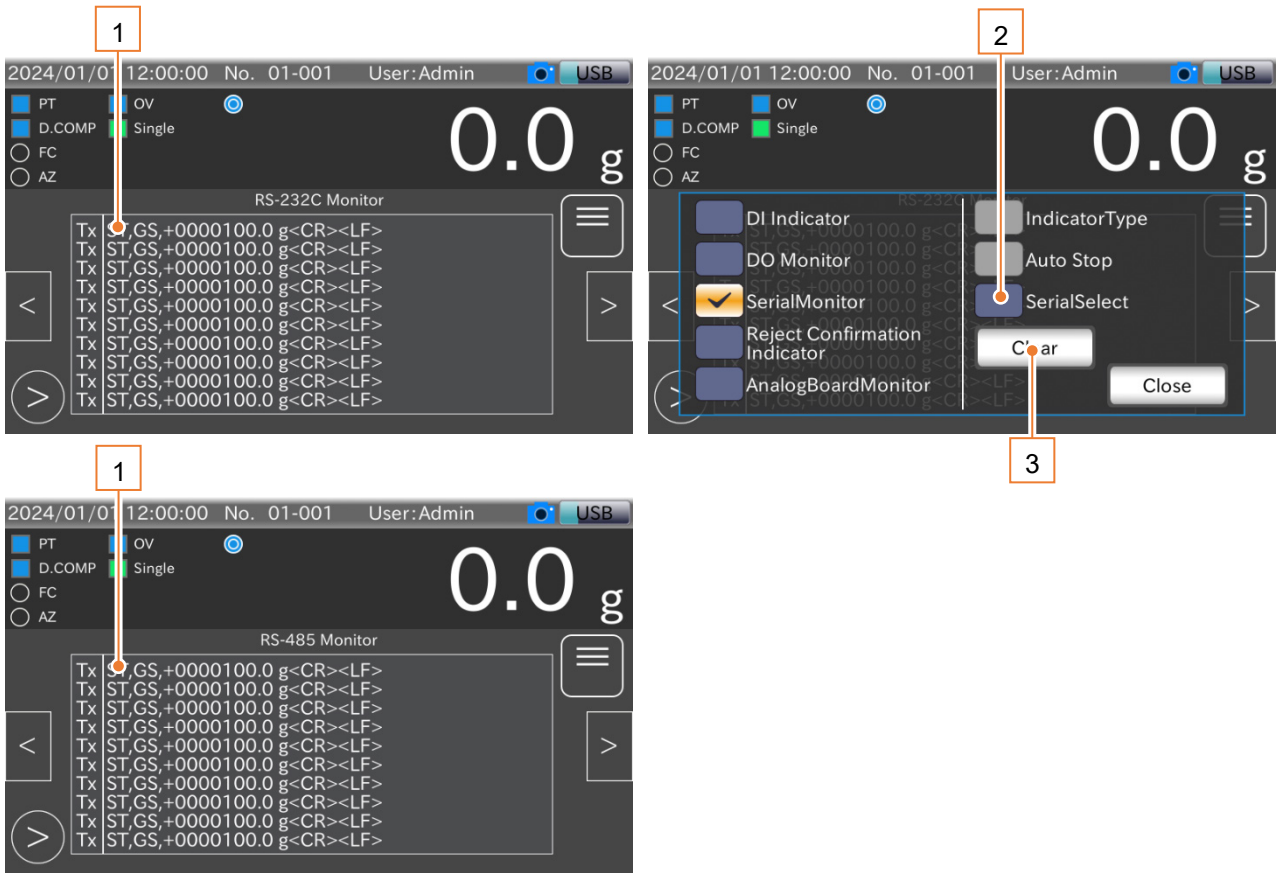 1
2024/01/01 12:00:00 No. 01-001 User:Admin USB
PT OV
D.COMP Single
FC
AZ
0.0 g
RS-232C Monitor
Tx ST,GS,+0000100.0 g<CR><LF>
Tx ST,GS,+0000100.0 g<CR><LF>
Tx ST,GS,+0000100.0 g<CR><LF>
Tx ST,GS,+0000100.0 g<CR><LF>
Tx ST,GS,+0000100.0 g<CR><LF>
Tx ST,GS,+0000100.0 g<CR><LF>
Tx ST,GS,+0000100.0 g<CR><LF>
Tx ST,GS,+0000100.0 g<CR><LF>
Tx ST,GS,+0000100.0 g<CR><LF>
Tx ST,GS,+0000100.0 g<CR><LF>
< >
>
2
2024/01/01 12:00:00 No. 01-001 User:Admin USB
PT OV
D.COMP Single
FC
AZ
0.0 g
DI Indicator
DO Monitor
SerialMonitor
Reject Confirmation
Indicator
AnalogBoardMonitor
IndicatorType
Auto Stop
SerialSelect
Clear
Close
< >
3
1
2024/01/01 12:00:00 No. 01-001 User:Admin USB
PT OV
D.COMP Single
FC
AZ
0.0 g
RS-485 Monitor
Tx ST,GS,+0000100.0 g<CR><LF>
Tx ST,GS,+0000100.0 g<CR><LF>
Tx ST,GS,+0000100.0 g<CR><LF>
Tx ST,GS,+0000100.0 g<CR><LF>
Tx ST,GS,+0000100.0 g<CR><LF>
Tx ST,GS,+0000100.0 g<CR><LF>
Tx ST,GS,+0000100.0 g<CR><LF>
Tx ST,GS,+0000100.0 g<CR><LF>
Tx ST,GS,+0000100.0 g<CR><LF>
Tx ST,GS,+0000100.0 g<CR><LF>
< >
>